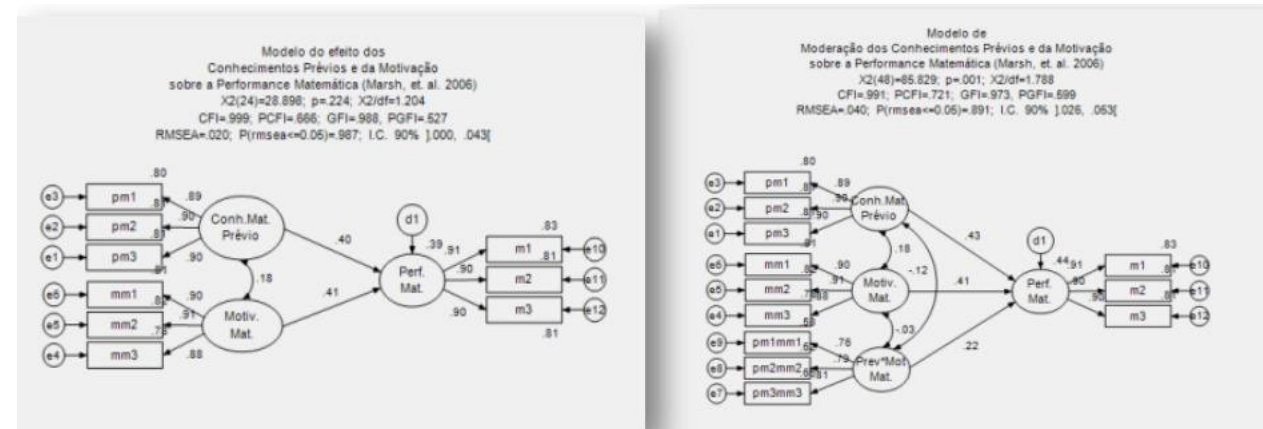 Modelo do efeito dos
Conhecimentos Prévios e da Motivação
sobre a Performance Matemática (Marsh, et. al. 2006)
X2(24)=28.898; p=.224; X2/df=1.204
CFI=.999; PCFI=.666; GFI=.988, PGFI=.527
RMSEA=.020; P(rmsea<=0.05)=.987; I.C. 90% ].000, .043[
.80
e3 pm1 .89
e2 pm2 .90 Conh.Mat.
Prévio
e1 pm3 .90
.40
d1
.39 .91
.83
m1 e10
.81
Perf.
Mat.
.90 m2 e11
.90 m3 e12
.81
.18
.81
e6 mm1 .90
e5 mm2 .91 Motiv.
Mat.
.41
e4 mm3 .88
Modelo de
Moderação dos Conhecimentos Prévios e da Motivação
sobre a Performance Matemática (Marsh, et. al. 2006)
X2(48)=85.829; p=.001; X2/df=1.788
CFI=.991; PCFI=.721; GFI=.973, PGFI=.599
RMSEA=.040; P(rmsea<=0.05)=.891; I.C. 90% ].026, .053[
.80
e3 pm1 .89
e2 pm2 .90 Conh.Mat.
Prévio
e1 pm3 .90
.43
.81
.18
d1
.44 .91
.83
m1 e10
e6 mm1 .90
-.12
e5 mm2 .91 Motiv.
Mat.
.41
Perf.
Mat.
.90 m2 e11
e4 mm3 .88
.90 m3 e12
.81
-.03
e9 pm1mm1 .76
e8 pm2mm2 .79 Prev*Mot
Mat.
.22
e7 pm3mm3 .81